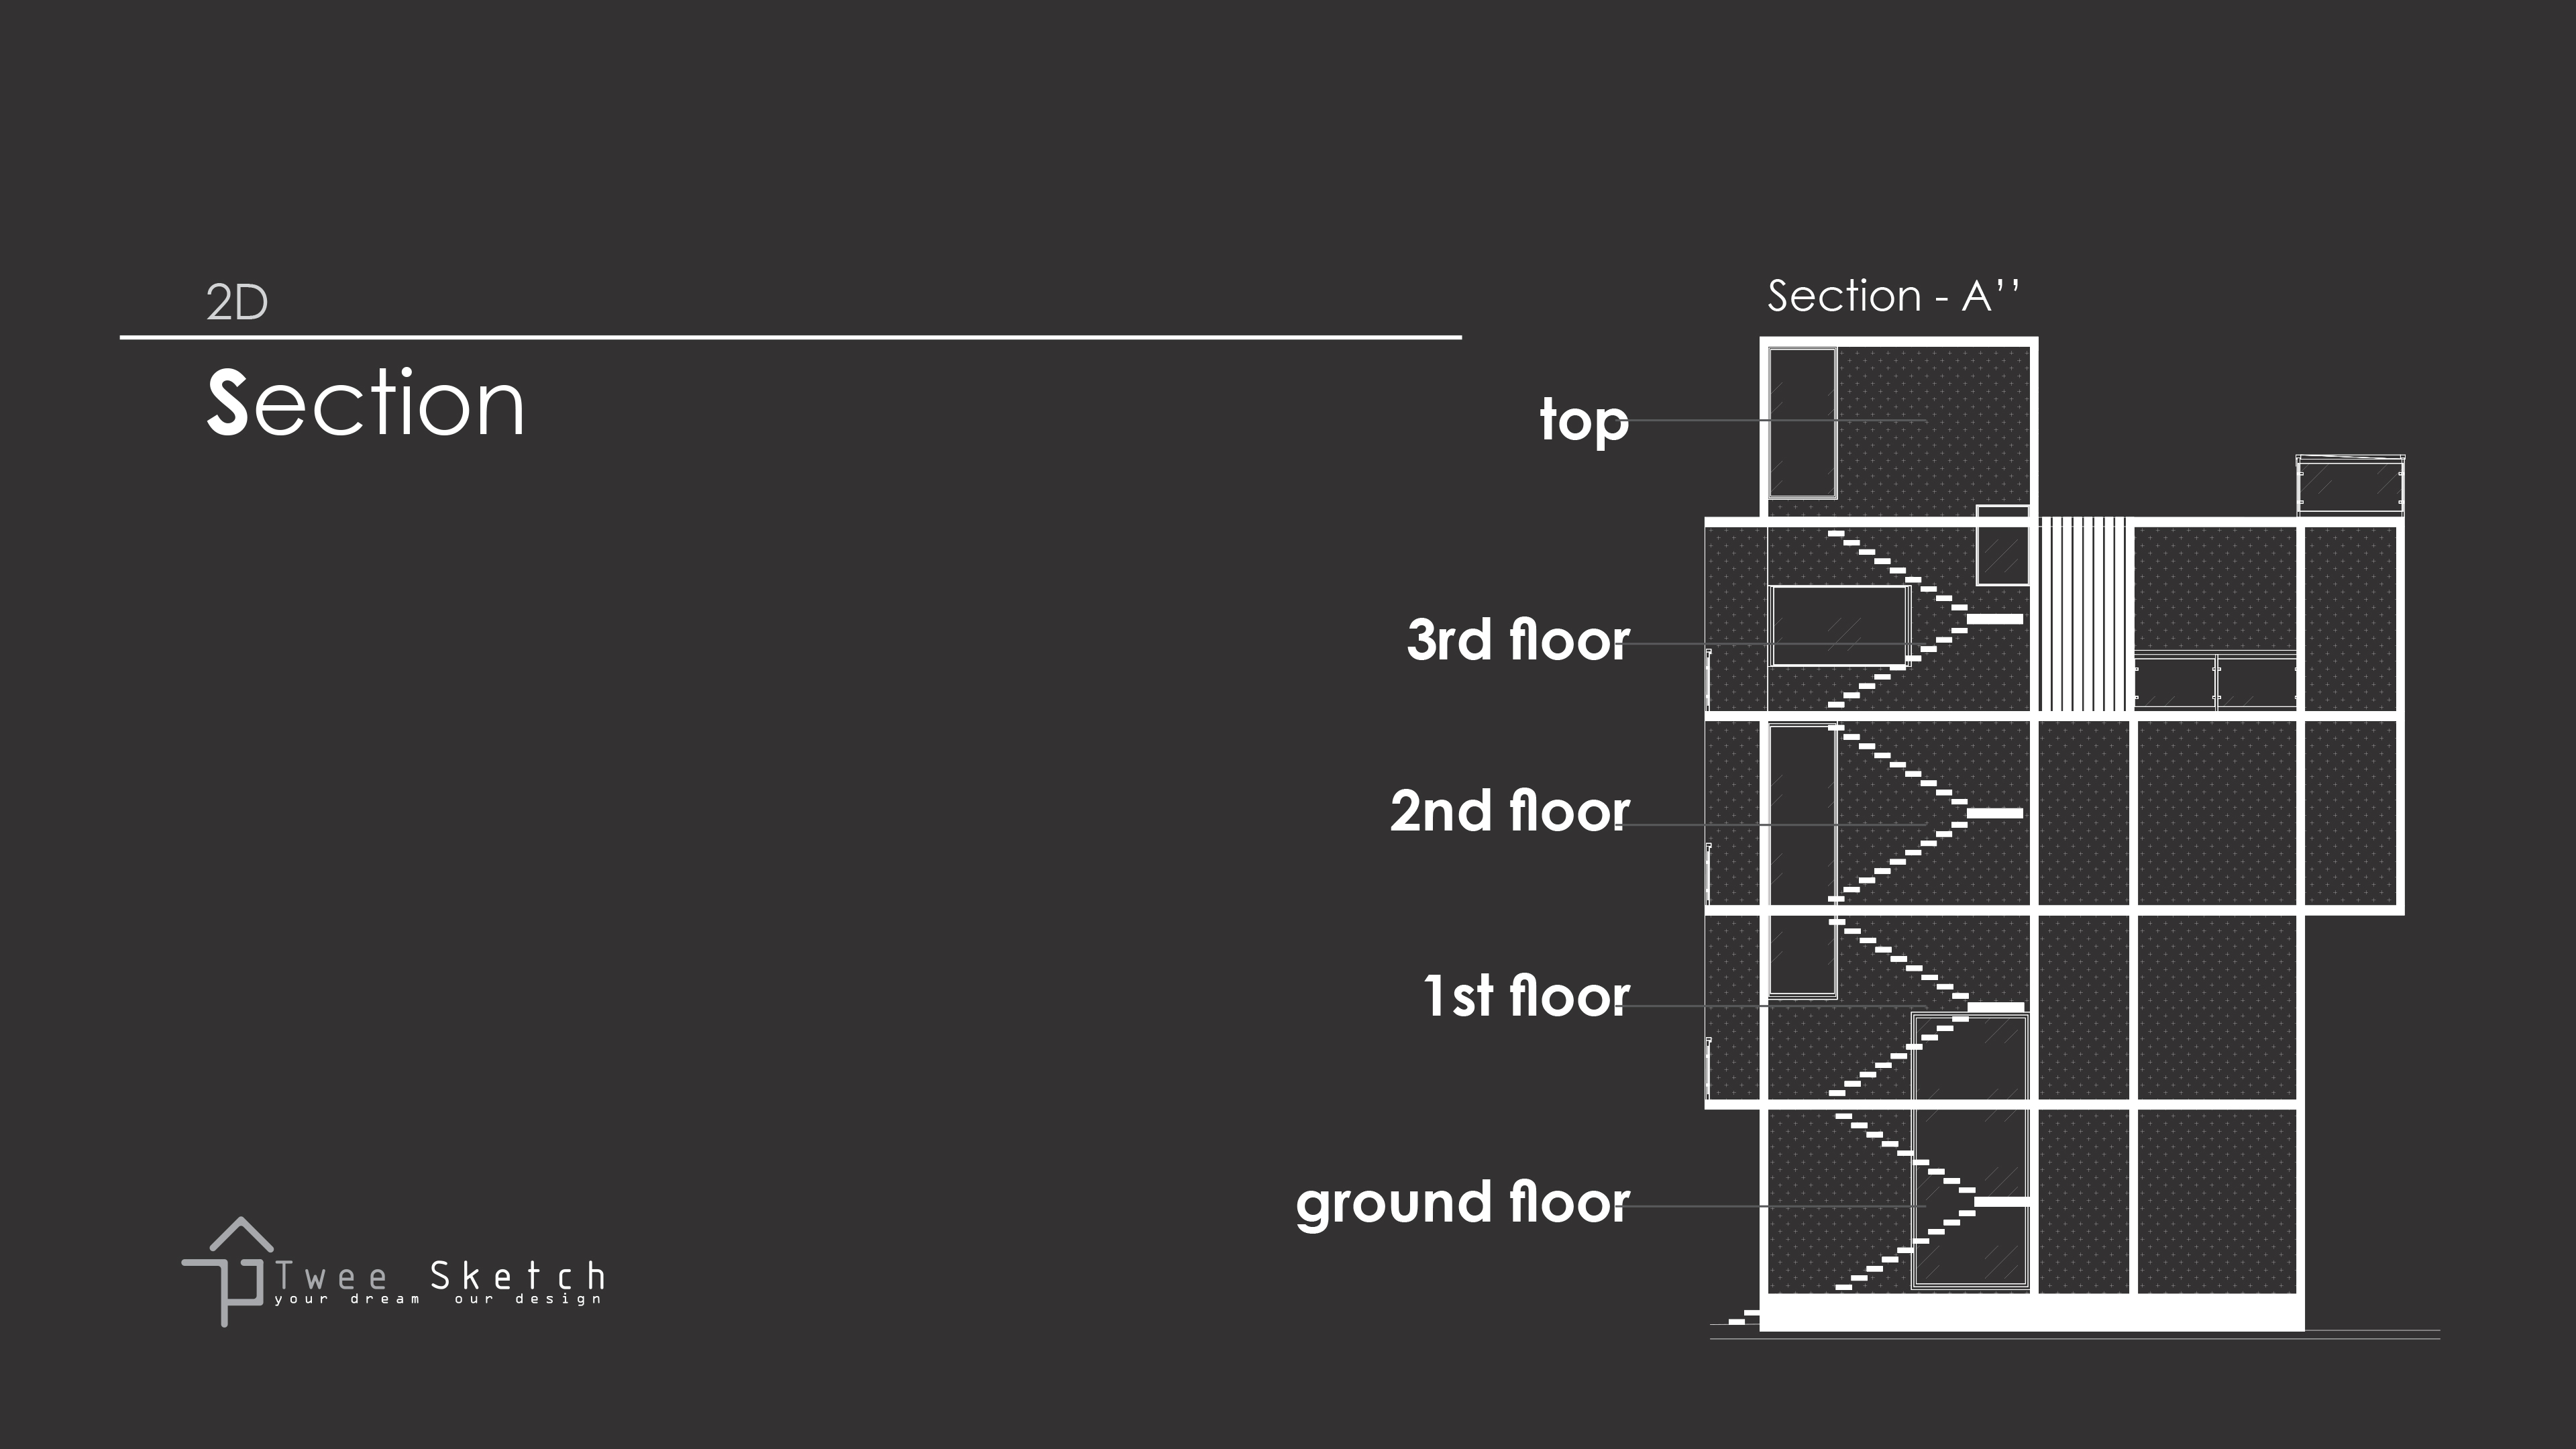 2D
Section
Section - A’’
top
3rd floor
2nd floor
1st floor
ground floor
Twee Sketch
your dream our design